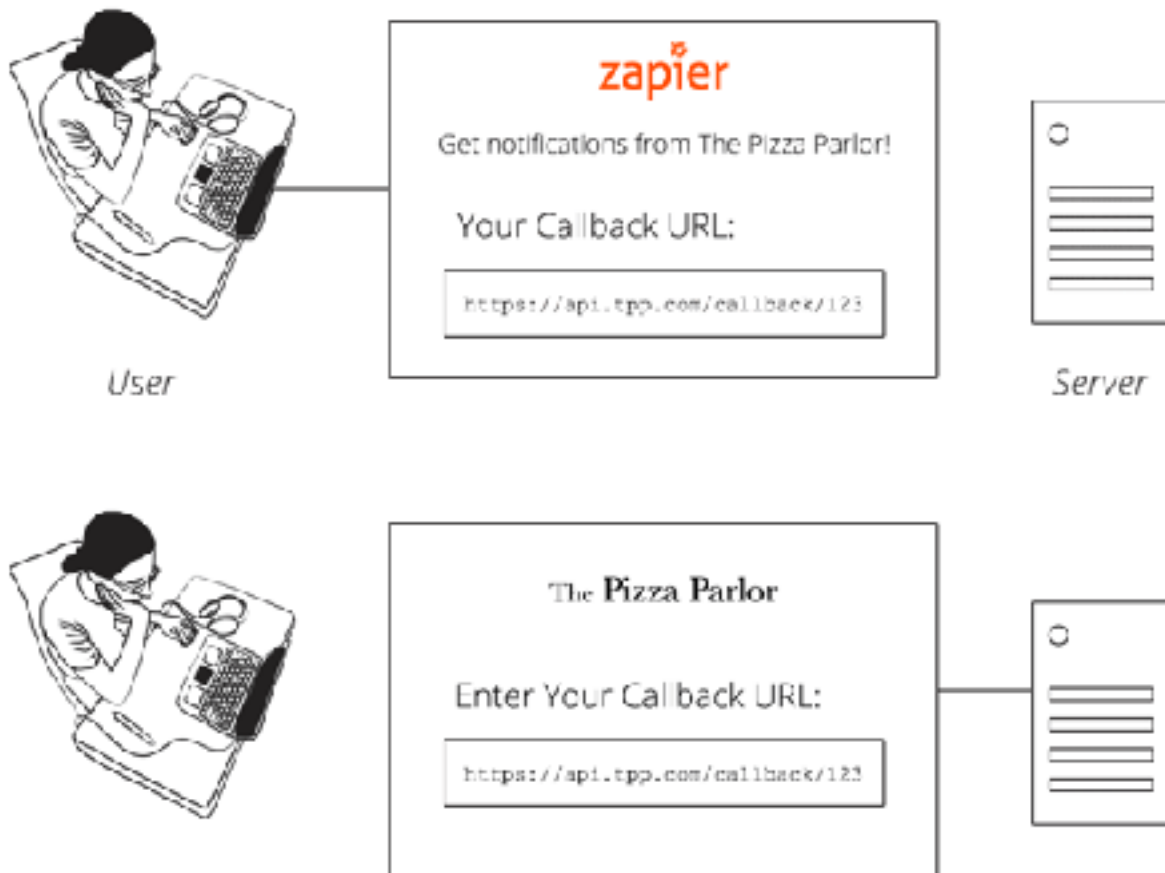 zapier
Get notifications from The Pizza Parlor!
Your Callback URL:
https://api.tpp.com/callback/123
User
Server
The Pizza Parlor
Enter Your Callback URL:
https://api.tpp.com/callback/123